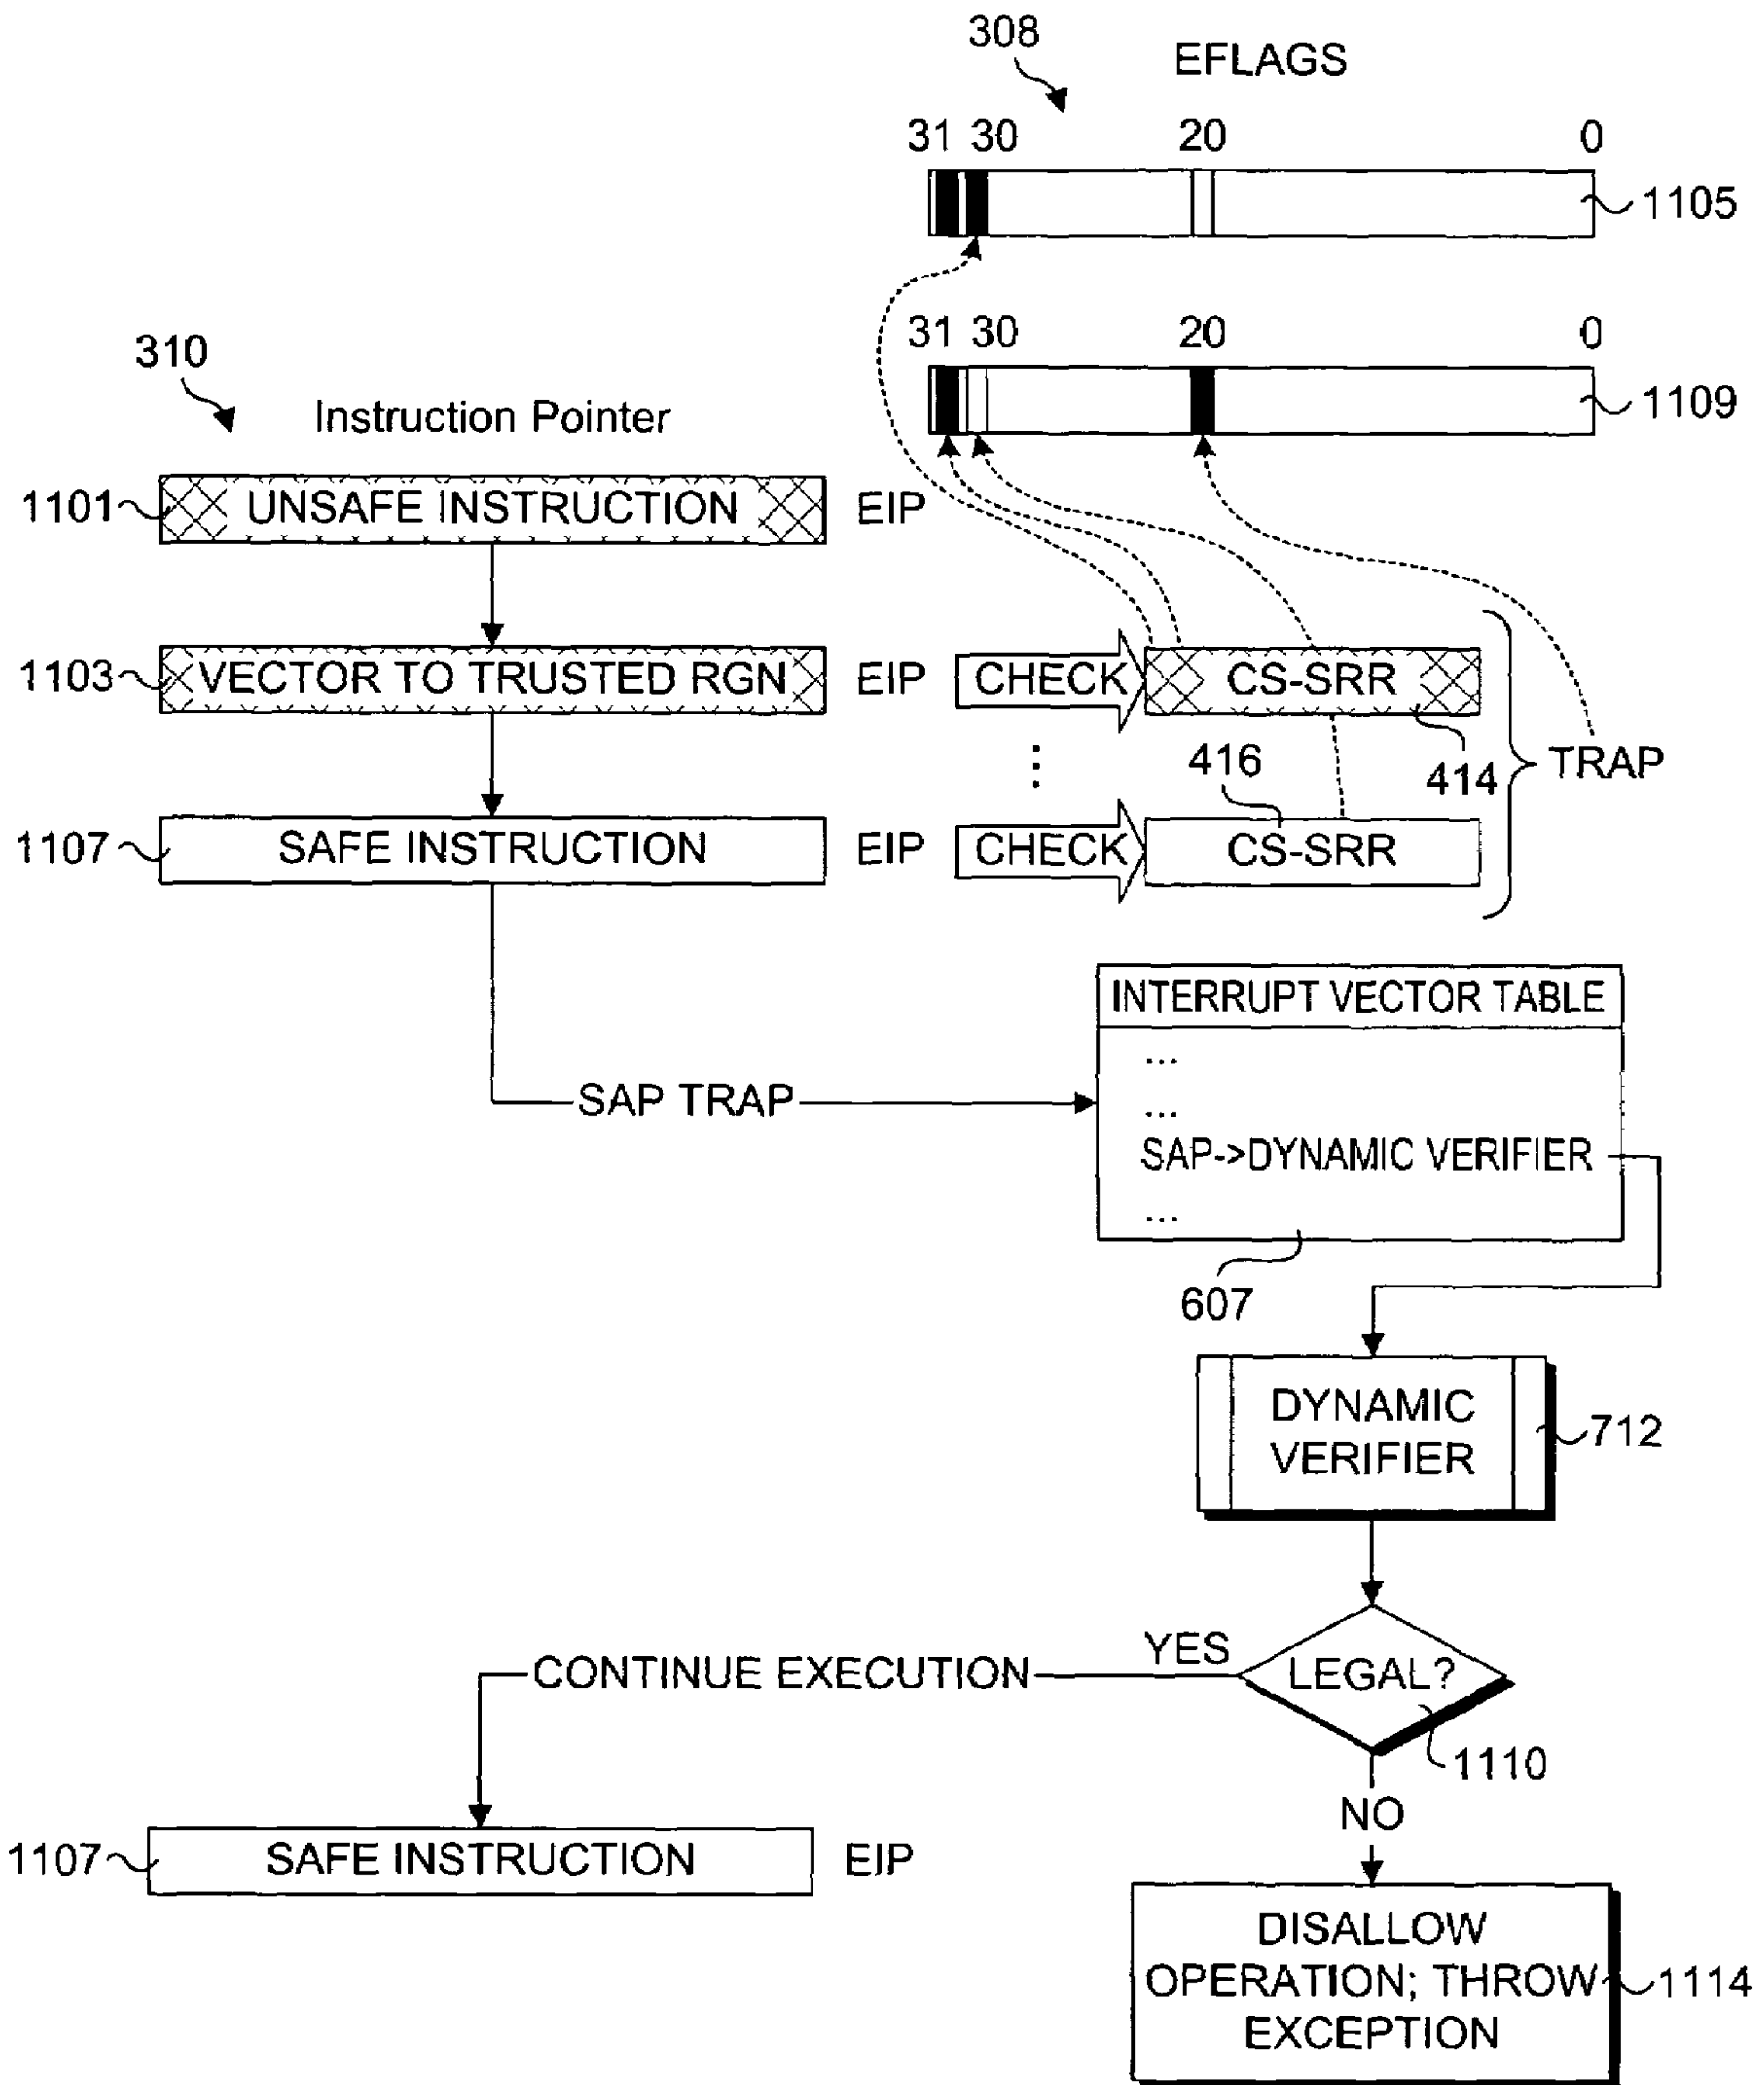 308
EFLAGS
31 30 20 0
1105
31 30 20 0
1109
310
Instruction Pointer
1101 UNSAFE INSTRUCTION EIP
1103 VECTOR TO TRUSTED RGN EIP CHECK CS-SRR
414
TRAP
416
1107 SAFE INSTRUCTION EIP CHECK CS-SRR
INTERRUPT VECTOR TABLE
...
...
SAP->DYNAMIC VERIFIER
...
SAP TRAP
607
DYNAMIC
VERIFIER
712
YES
CONTINUE EXECUTION
LEGAL?
1110
NO
1107 SAFE INSTRUCTION EIP
DISALLOW
OPERATION; THROW
EXCEPTION
1114